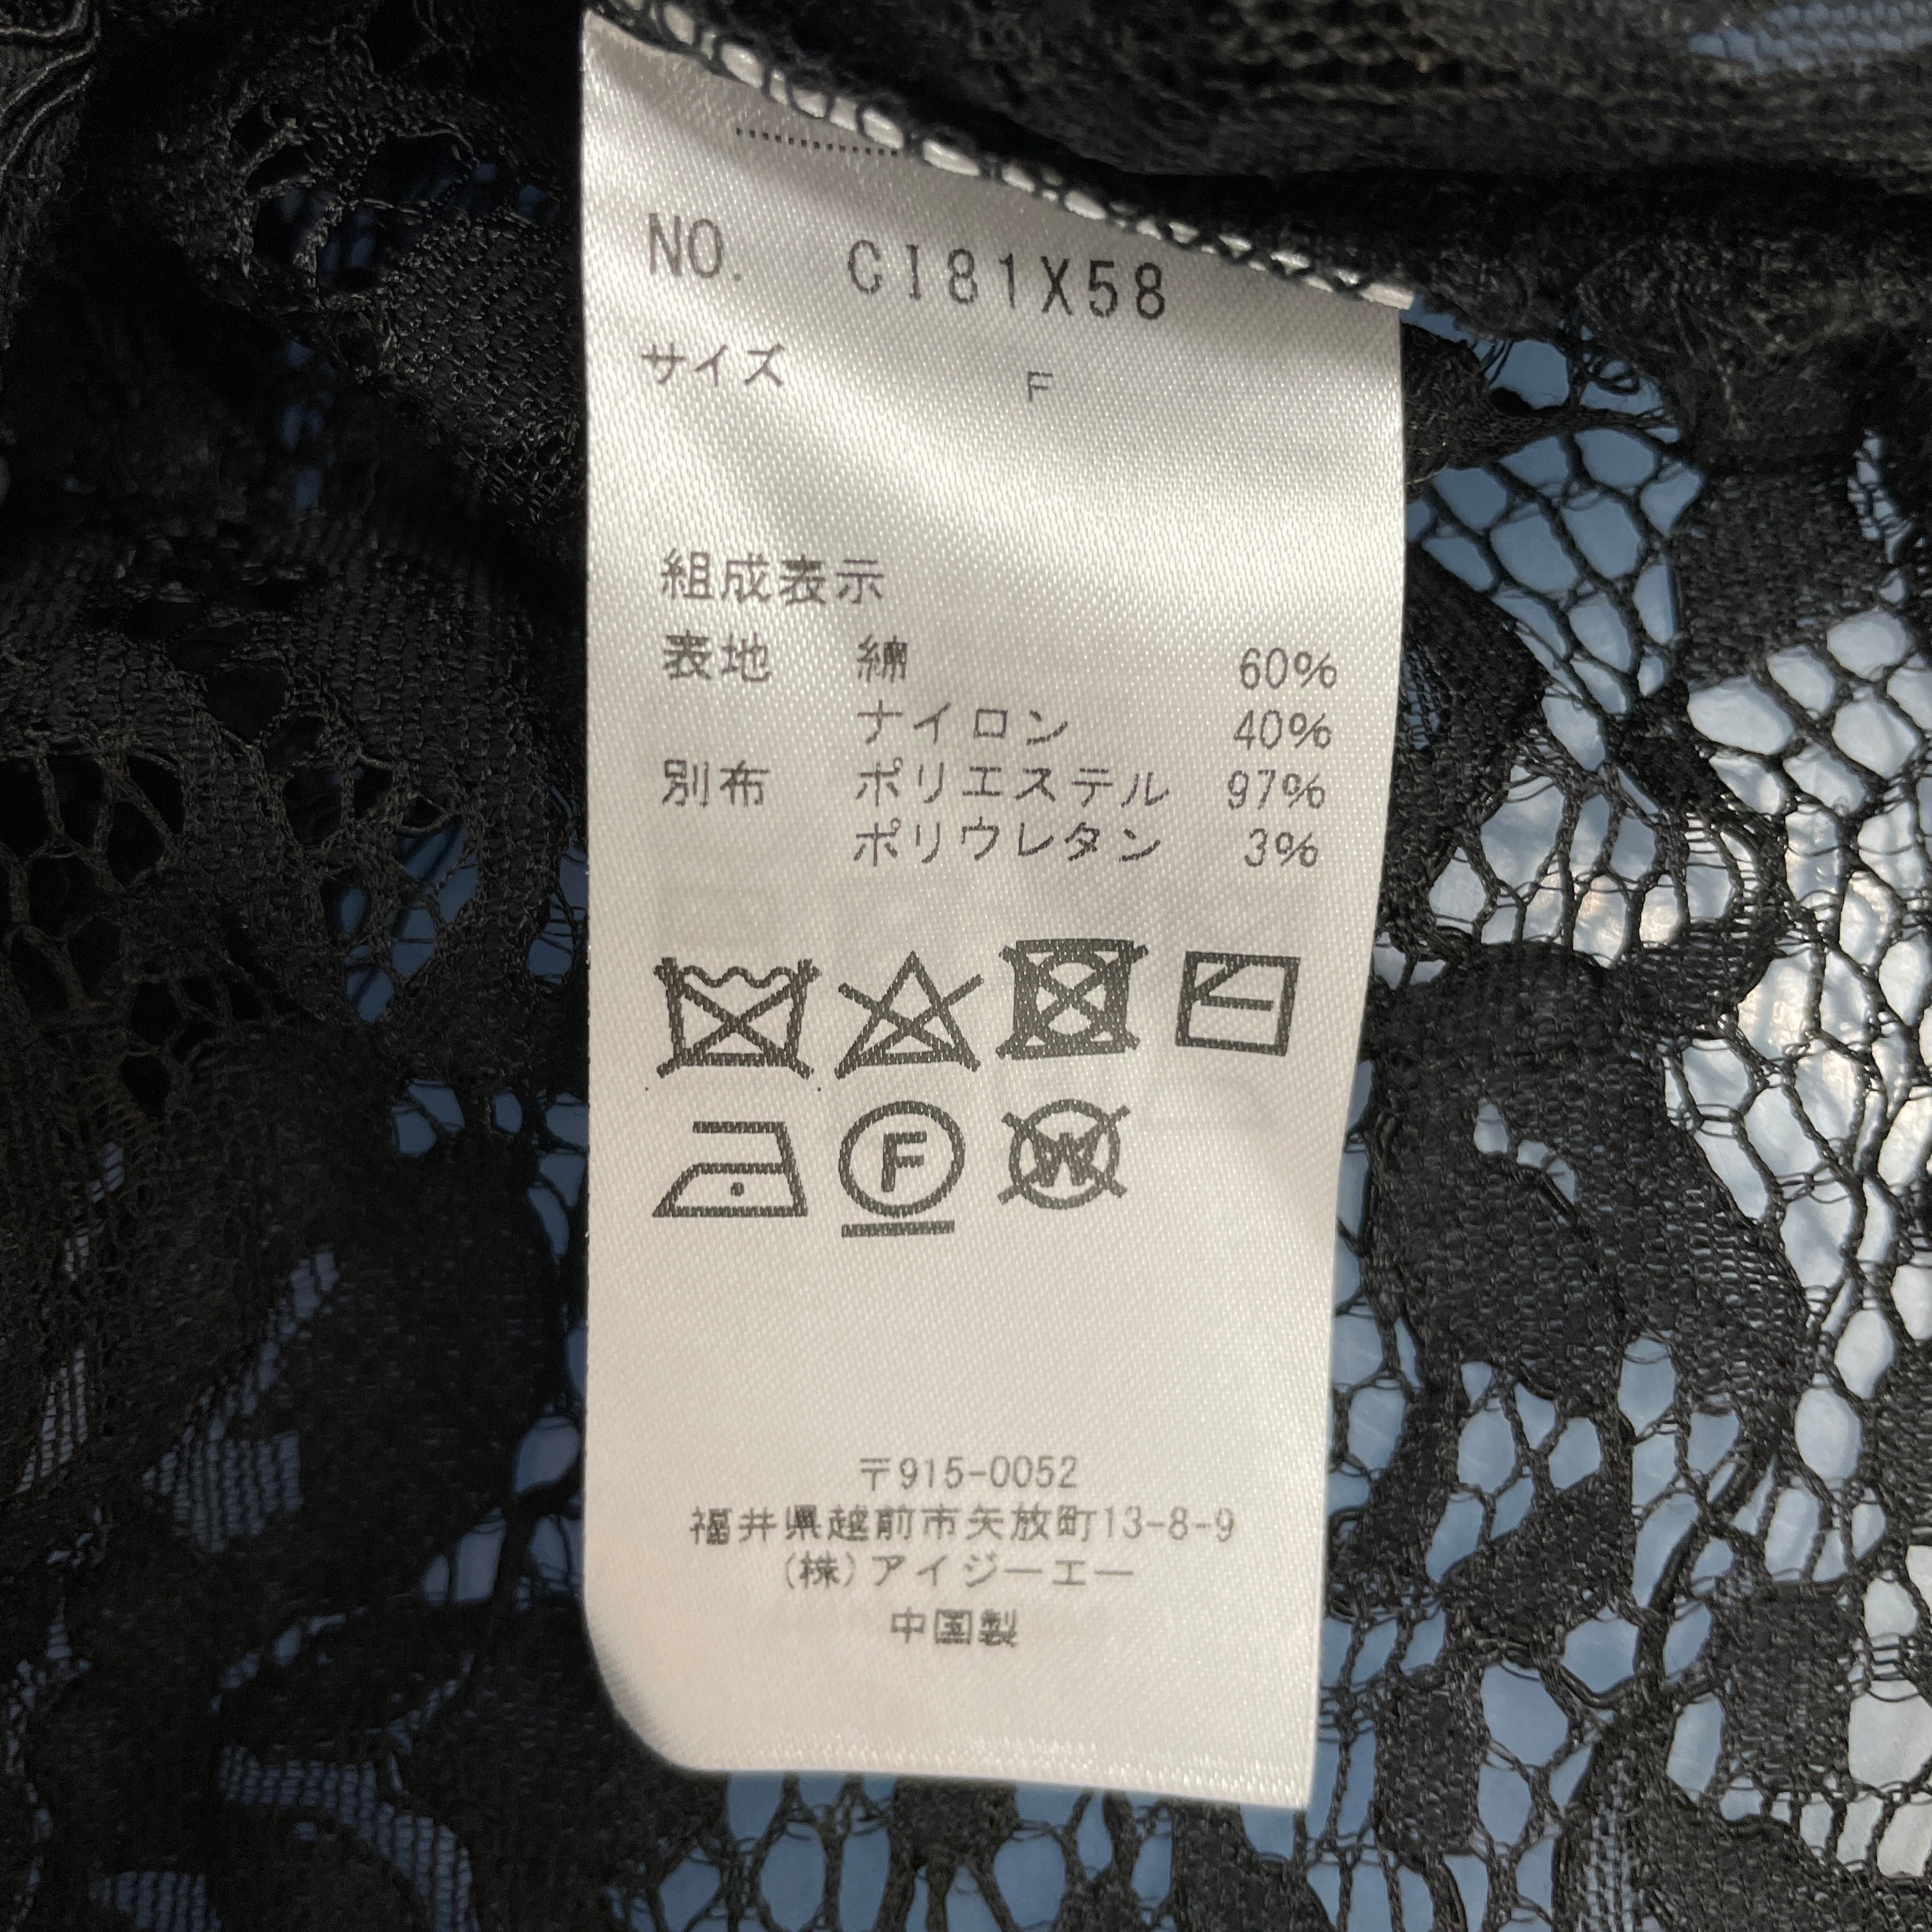 NO. CI81X58
サイズ F
組成表示
表地 綿 60%
ナイロン 40%
別布 ポリエステル 97%
ポリウレタン 3%
F W
〒915-0052
福井県越前市矢放町13-8-9
(株)アイジーエー
中国製